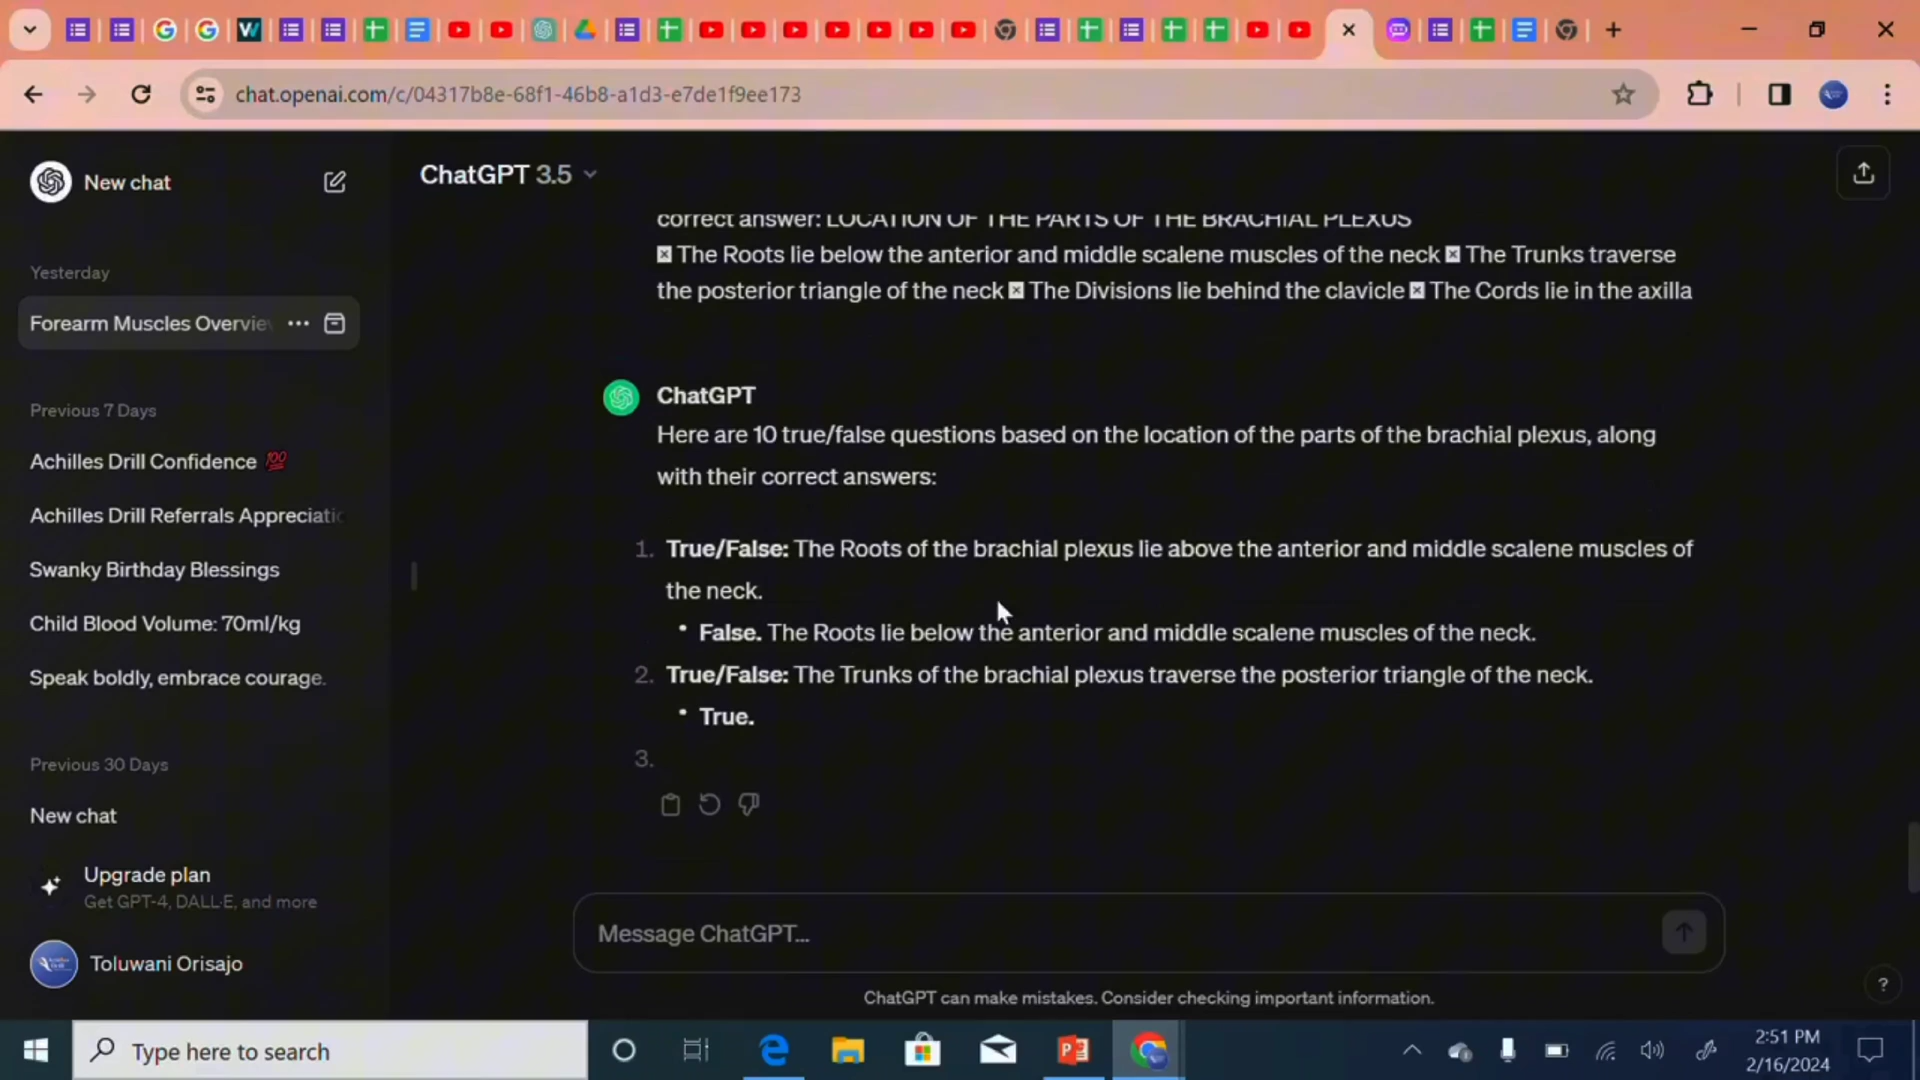 chat.openai.com/c/04317b8e-68f1-46b8-a1d3-e7de1f9ee173
New chat
ChatGPT 3.5
Yesterday
Forearm Muscles Overvie
Previous 7 Days
Achilles Drill Confidence 💯
Achilles Drill Referrals Appreciatio
Swanky Birthday Blessings
Child Blood Volume: 70ml/kg
Speak boldly, embrace courage.
Previous 30 Days
New chat
Upgrade plan
Get GPT-4, DALL·E, and more
Toluwani Orisajo
correct answer: LOCATION OF THE PARTS OF THE BRACHIAL PLEXUS
The Roots lie below the anterior and middle scalene muscles of the neck The Trunks traverse
the posterior triangle of the neck The Divisions lie behind the clavicle The Cords lie in the axilla
ChatGPT
Here are 10 true/false questions based on the location of the parts of the brachial plexus, along
with their correct answers:
1. True/False: The Roots of the brachial plexus lie above the anterior and middle scalene muscles of
the neck.
• False. The Roots lie below the anterior and middle scalene muscles of the neck.
2. True/False: The Trunks of the brachial plexus traverse the posterior triangle of the neck.
• True.
3.
Message ChatGPT...
ChatGPT can make mistakes. Consider checking important information.
?
Type here to search
2:51 PM
2/16/2024